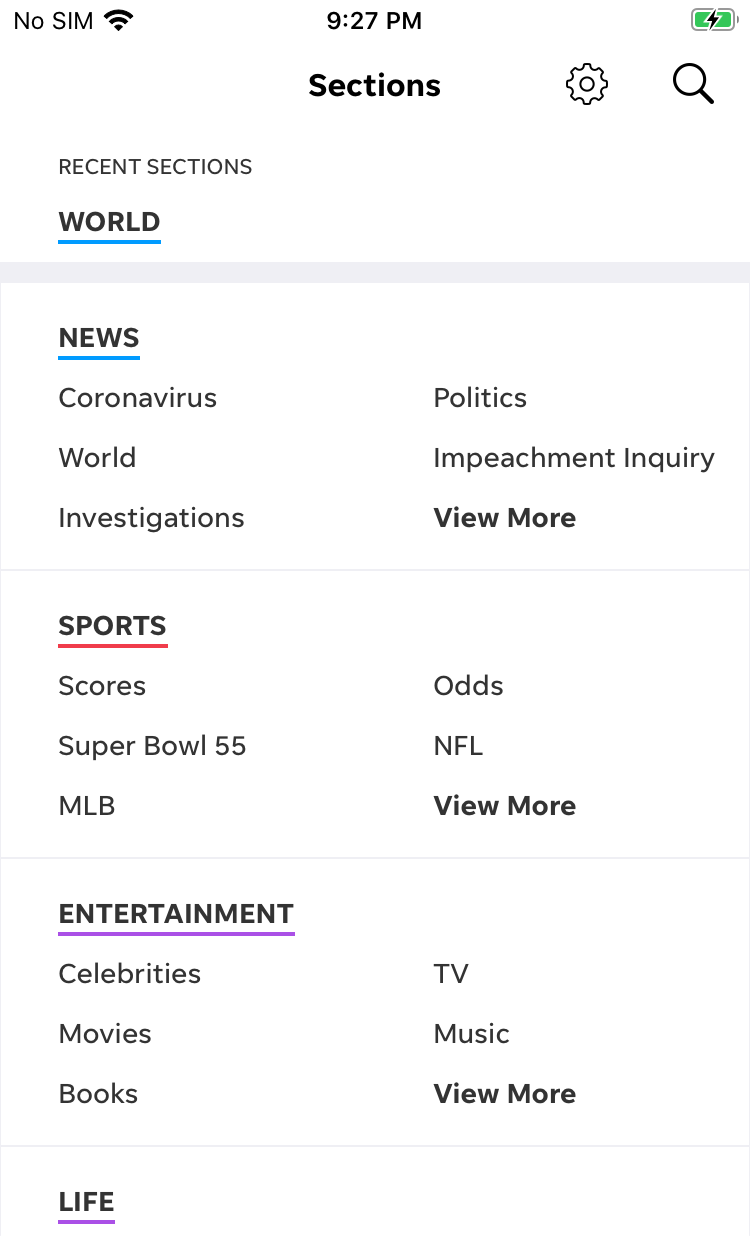 No SIM 9:27 PM
Sections
RECENT SECTIONS
WORLD
NEWS
Coronavirus Politics
World Impeachment Inquiry
Investigations View More
SPORTS
Scores Odds
Super Bowl 55 NFL
MLB View More
ENTERTAINMENT
Celebrities TV
Movies Music
Books View More
LIFE